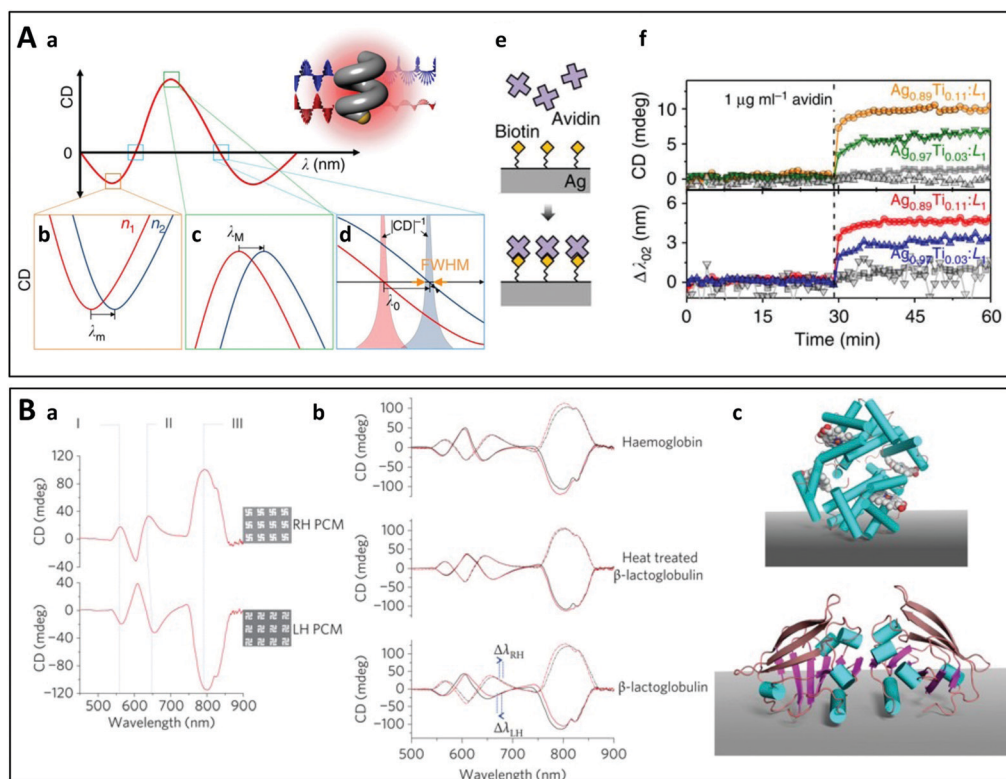 A
a
CD
0
λ (nm)
b
n1
n2
CD
λm
c
λM
d
|CD|⁻¹
FWHM
λ0
e
Avidin
Biotin
Ag
f
CD (mdeg)
10
5
0
1 μg ml⁻¹ avidin
Ag0.89Ti0.11:L1
Ag0.97Ti0.03:L1
Δλ02 (nm)
6
3
0
Ag0.89Ti0.11:L1
Ag0.97Ti0.03:L1
0
15
30
45
60
Time (min)
B
a
I
II
III
CD (mdeg)
120
80
40
0
−40
RH PCM
CD (mdeg)
40
0
−40
−80
−120
LH PCM
500
600
700
800
900
Wavelength (nm)
b
CD (mdeg)
100
50
0
−50
−100
Haemoglobin
CD (mdeg)
100
50
0
−50
−100
Heat treated
β-lactoglobulin
CD (mdeg)
100
50
0
−50
−100
ΔλRH
ΔλLH
β-lactoglobulin
500
600
700
800
900
Wavelength (nm)
c